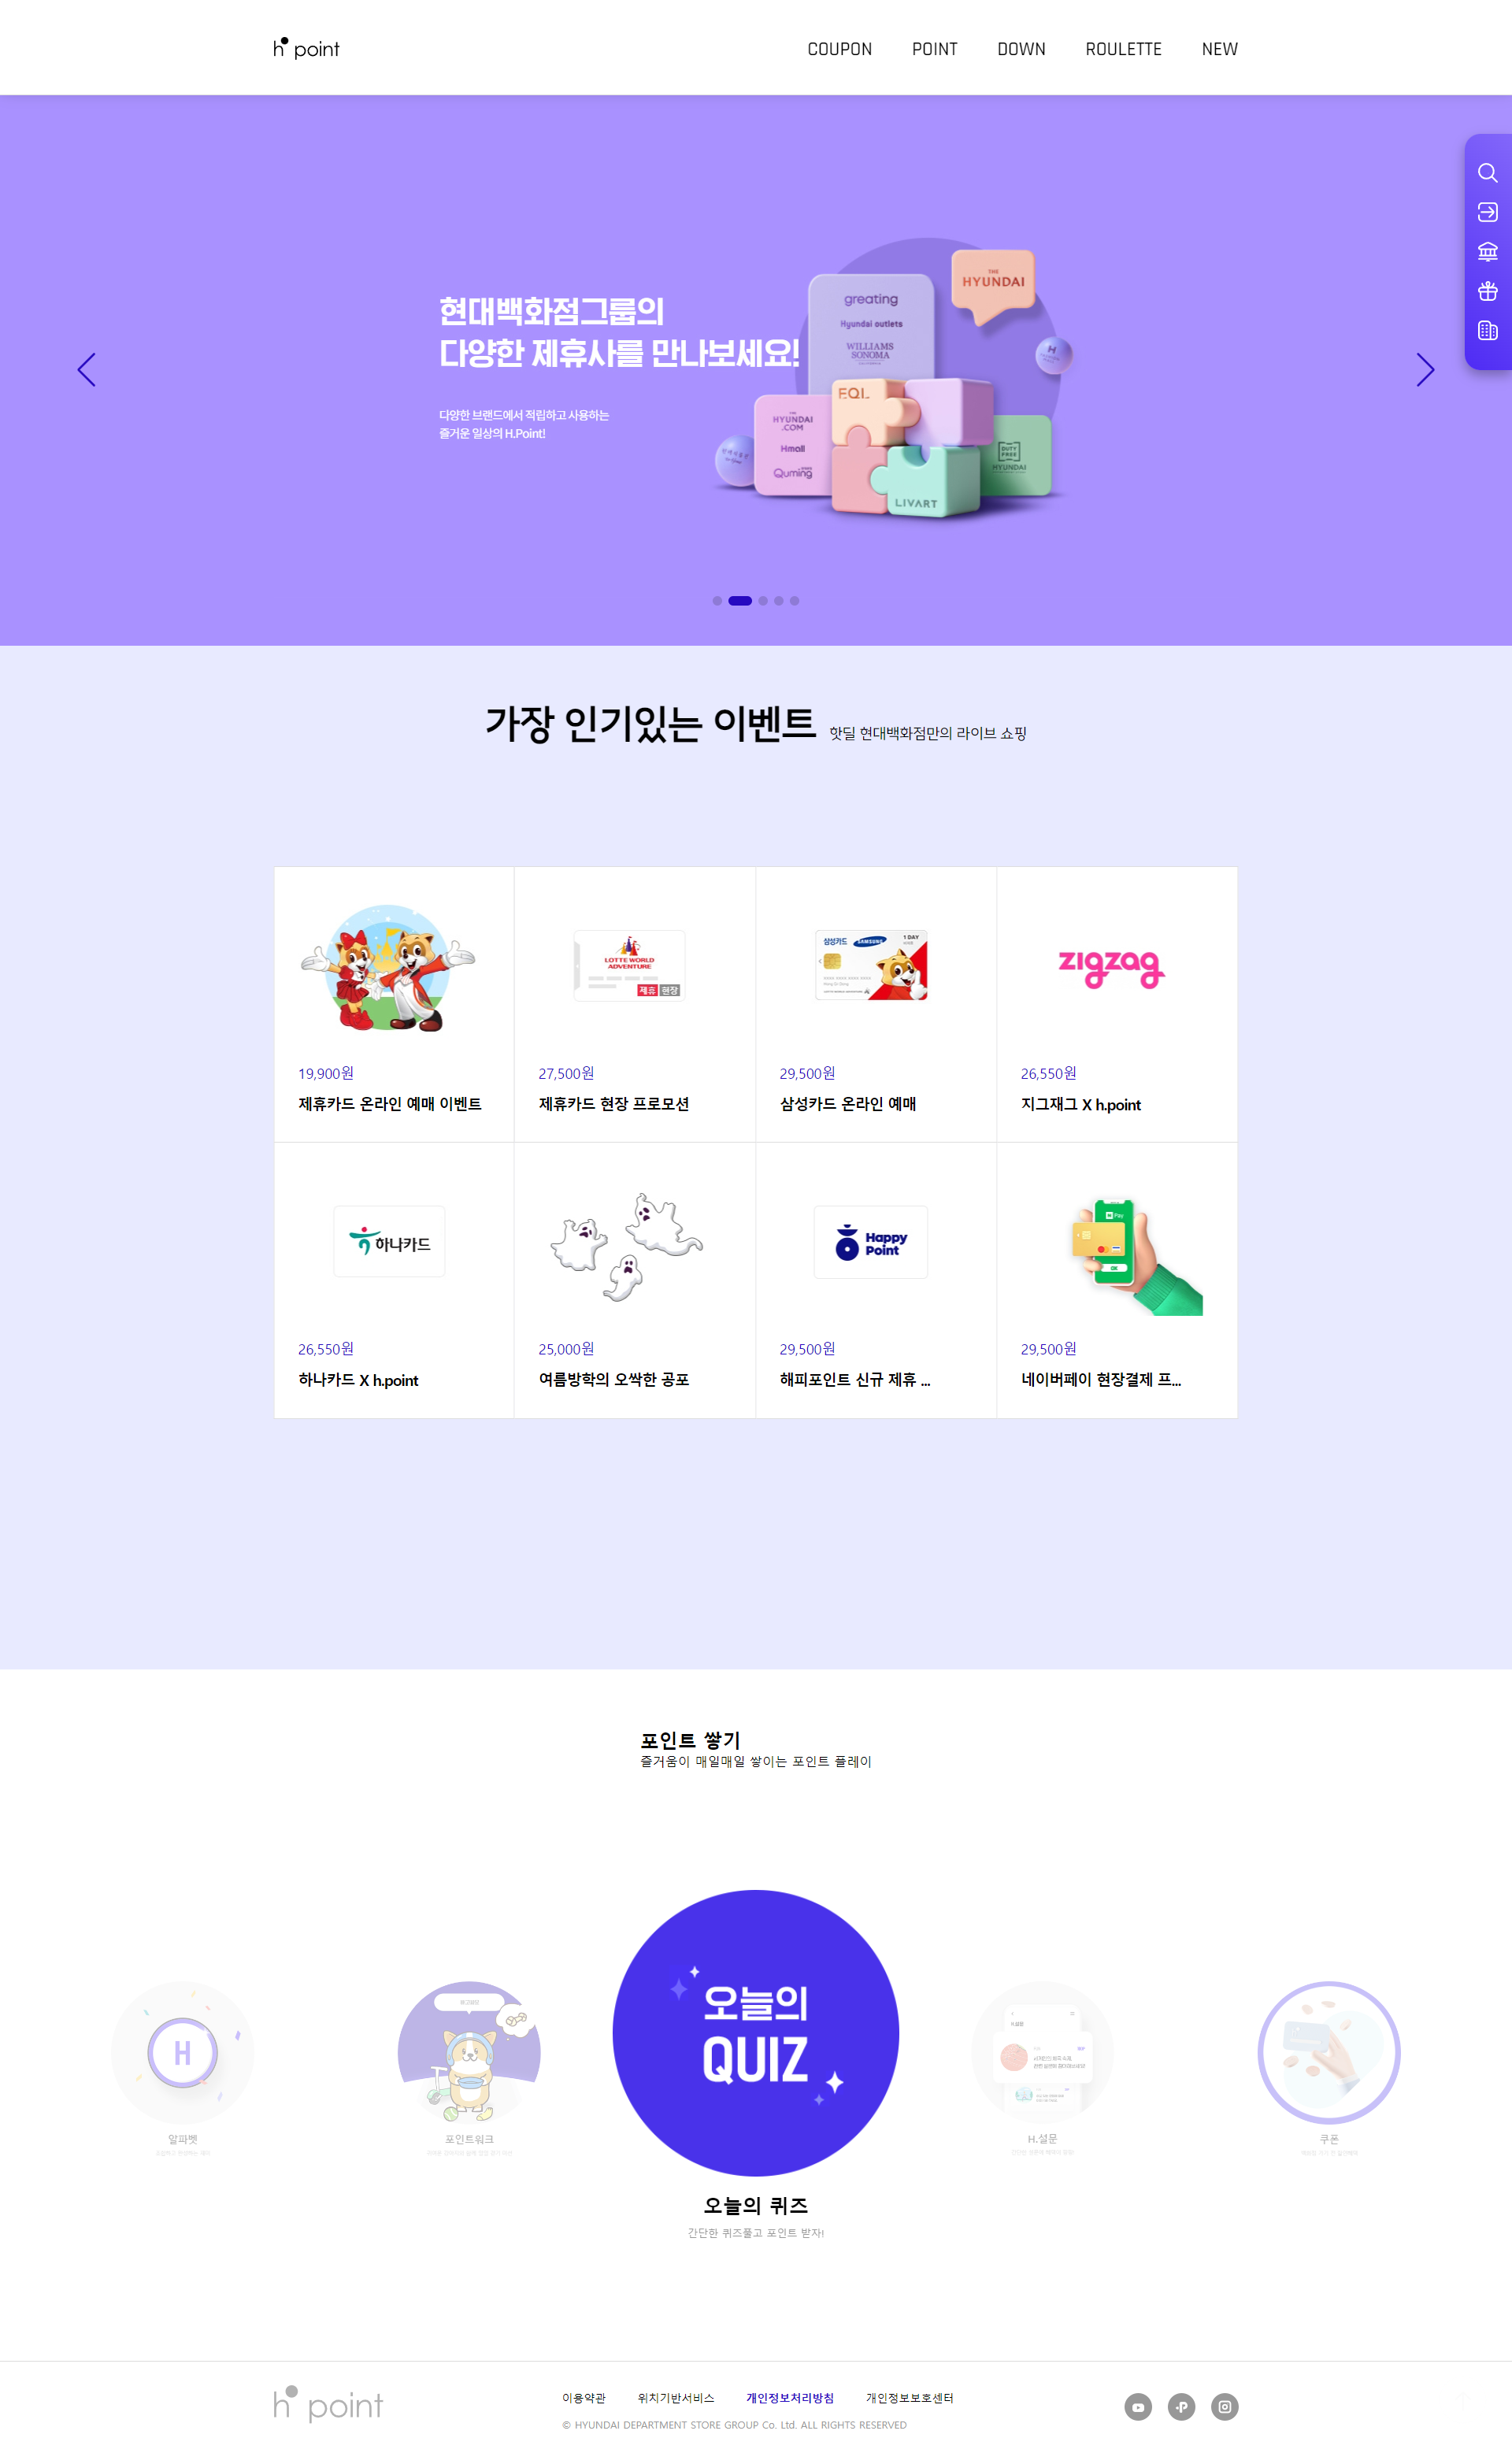 h point
COUPON POINT DOWN ROULETTE NEW
현대백화점그룹의
다양한 제휴사를 만나보세요!
다양한 브랜드에서 적립하고 사용하는
즐거운 일상의 H.Point!
THE
HYUNDAI
greating
Hyundai outlets
WILLIAMS
SONOMA
H
EQL
THE
HYUNDAI
.COM
Hmall
Quming
DUTY
FREE
HYUNDAI
LIVART
가장 인기있는 이벤트 핫딜 현대백화점만의 라이브 쇼핑
LOTTE WORLD
ADVENTURE
제휴 현장
삼성카드 SAMSUNG 1 DAY
zigzag
19,900원
제휴카드 온라인 예매 이벤트
27,500원
제휴카드 현장 프로모션
29,500원
삼성카드 온라인 예매
26,550원
지그재그 X h.point
하나카드
Happy
Point
Pay
OK
26,550원
하나카드 X h.point
25,000원
여름방학의 오싹한 공포
29,500원
해피포인트 신규 제휴 ...
29,500원
네이버페이 현장결제 프...
포인트 쌓기
즐거움이 매일매일 쌓이는 포인트 플레이
H
알파벳
포인트워크
오늘의
QUIZ
오늘의 퀴즈
간단한 퀴즈풀고 포인트 받자!
H.설문
H.설문
쿠폰
h point
이용약관 위치기반서비스 개인정보처리방침 개인정보보호센터
© HYUNDAI DEPARTMENT STORE GROUP Co. Ltd. ALL RIGHTS RESERVED